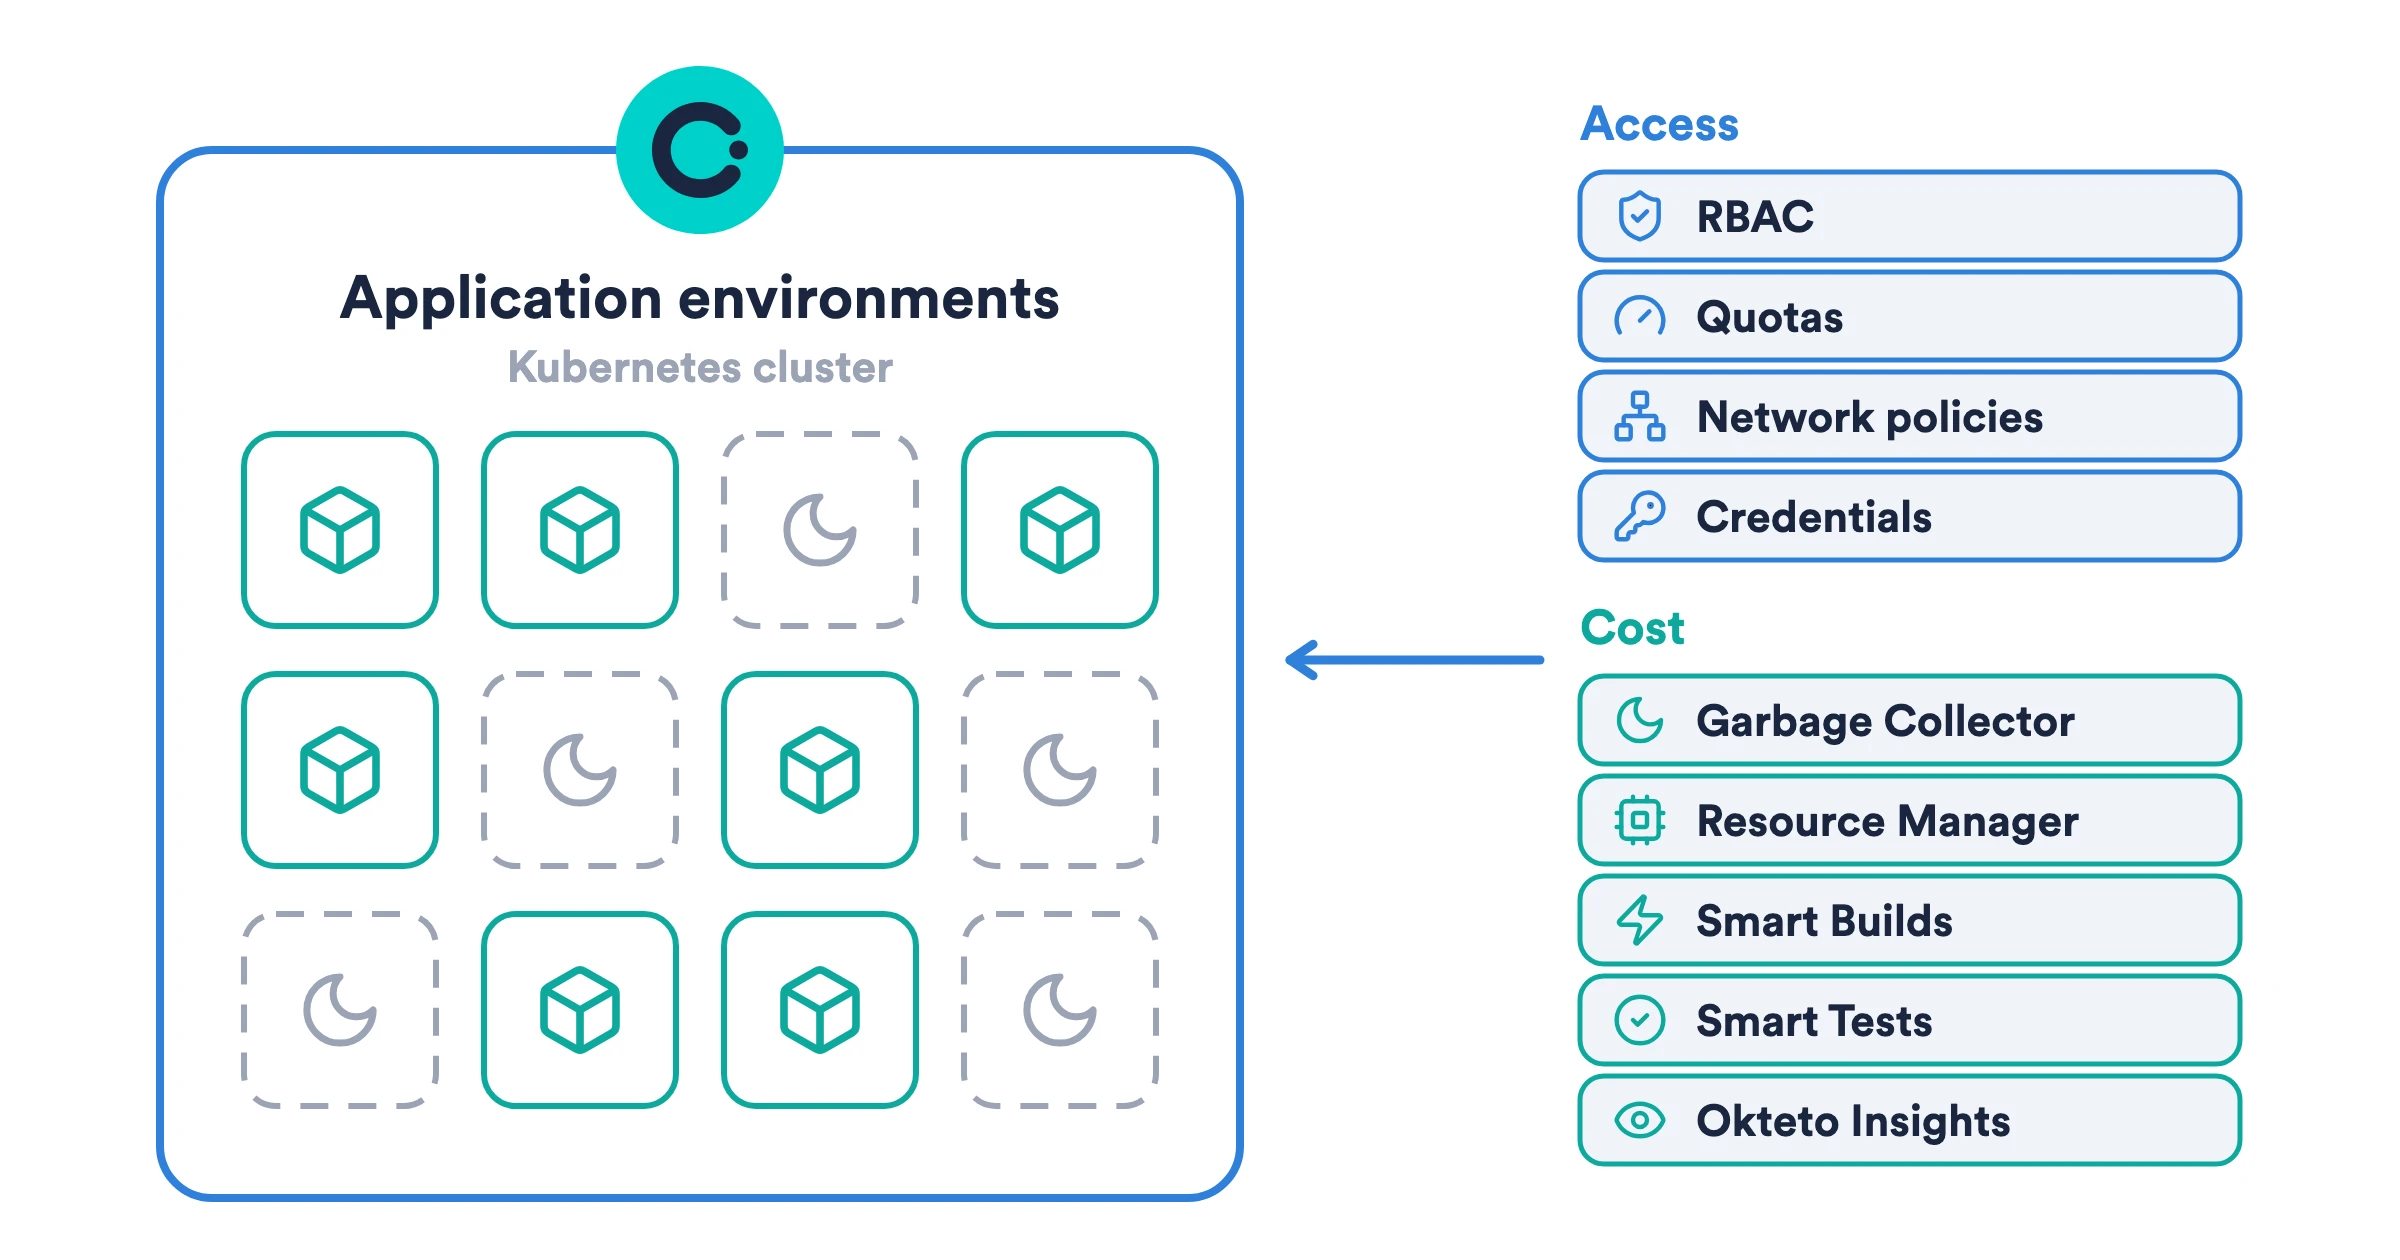 Application environments
Kubernetes cluster
Access
RBAC
Quotas
Network policies
Credentials
Cost
Garbage Collector
Resource Manager
Smart Builds
Smart Tests
Okteto Insights